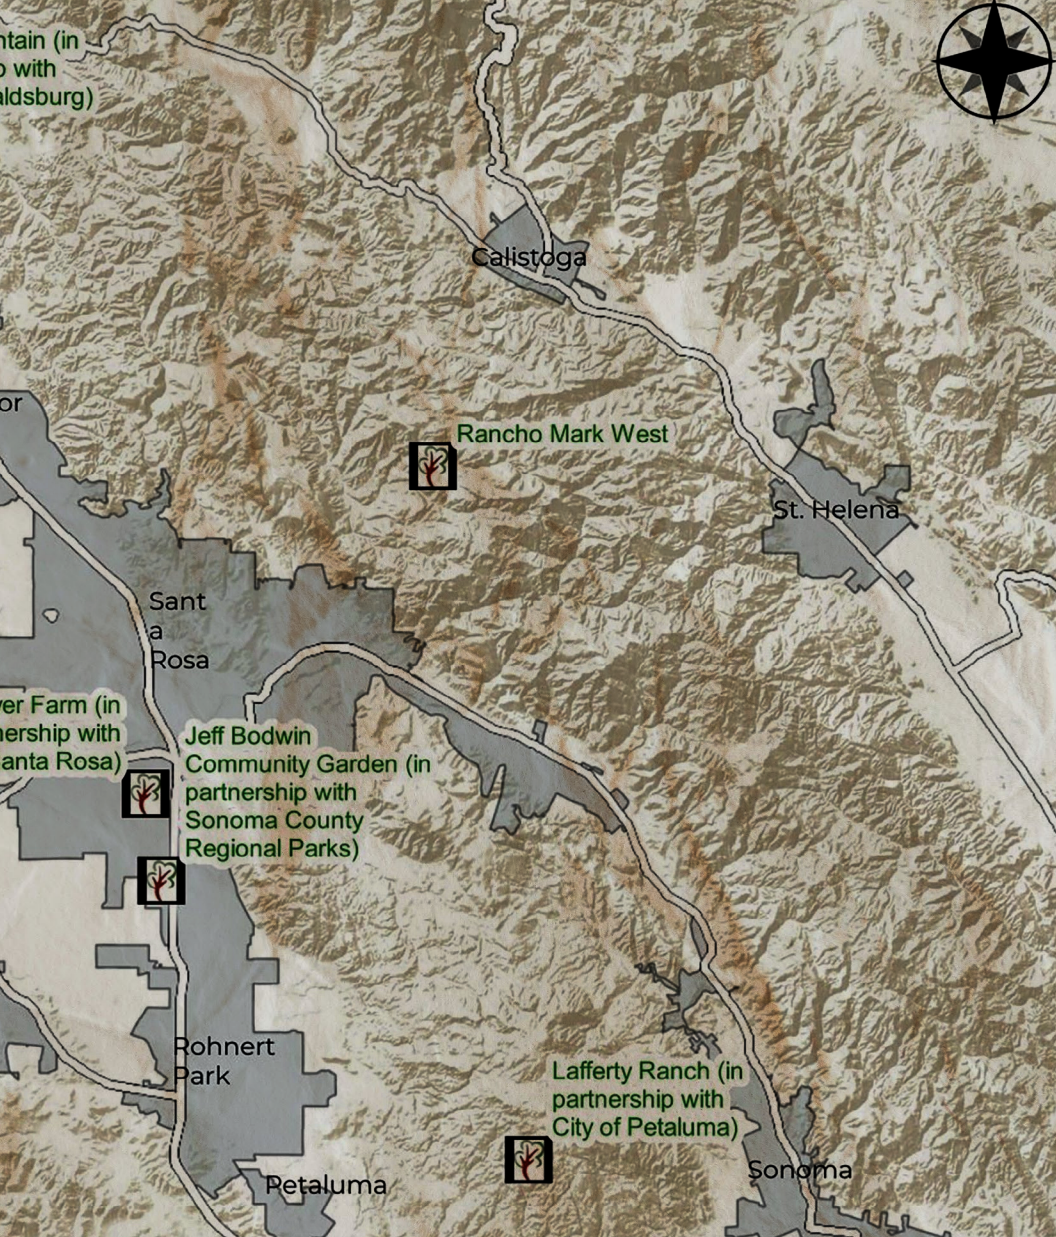 ntain (in
with
aldsburg)
Calistoga
or
Rancho Mark West
St. Helena
Sant
a
Rosa
er Farm (in
nership with
anta Rosa)
Jeff Bodwin
Community Garden (in
partnership with
Sonoma County
Regional Parks)
Rohnert
Park
Lafferty Ranch (in
partnership with
City of Petaluma)
Sonoma
Petaluma